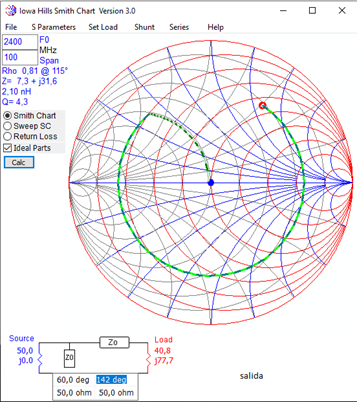 Iowa Hills Smith Chart Version 3.0
File S Parameters Set Load Shunt Series Help
2400 F0
MHz
100 Span
Rho 0,81 @ 115°
Z= 7,3 + j31,6
2,10 nH
Q= 4,3
Smith Chart
Sweep SC
Return Loss
Ideal Parts
Calc
Source Zo Load
50,0 Z0 40,8
j0.0 j77,7
60,0 deg 142 deg
50,0 ohm 50,0 ohm
salida